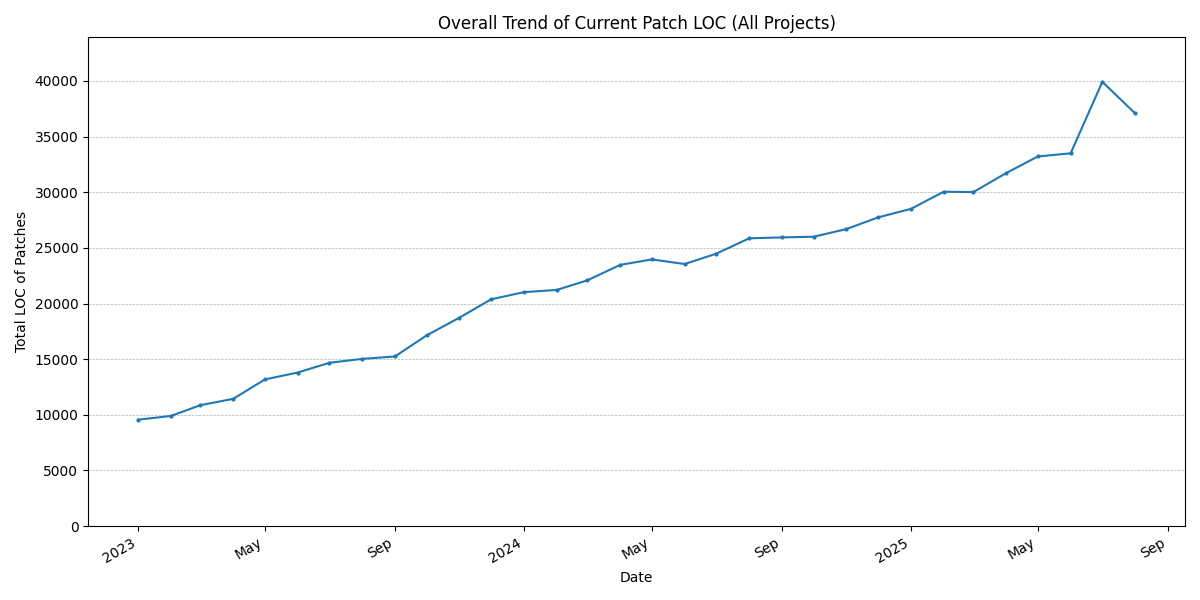 Overall Trend of Current Patch LOC (All Projects)
40000
35000
30000
25000
20000
15000
10000
5000
0
Total LOC of Patches
2023
May
Sep
2024
May
Sep
2025
May
Sep
Date